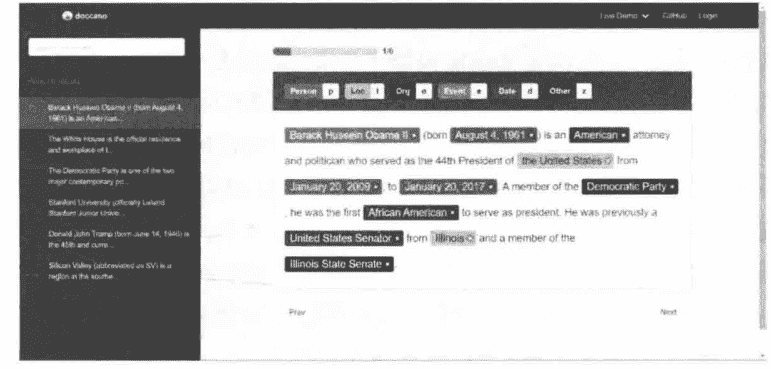 doccano
Live Demo GitHub Login
1/6
Person p Loc l Org o Event e Date d Other z
Barack Hussein Obama II (born August 4, 1961) is an American...
The White House is the official residence and workplace of t...
The Democratic Party is one of the two major contemporary po...
Stanford University (officially Leland Stanford Junior Unive...
Donald John Trump (born June 14, 1946) is the 45th and curre...
Silicon Valley (abbreviated as SV) is a region in the southe...
Barack Hussein Obama II (born August 4, 1961) is an American attorney
and politician who served as the 44th President of the United States from
January 20, 2009, to January 20, 2017. A member of the Democratic Party
, he was the first African American to serve as president. He was previously a
United States Senator from Illinois and a member of the
Illinois State Senate.
Prev Next